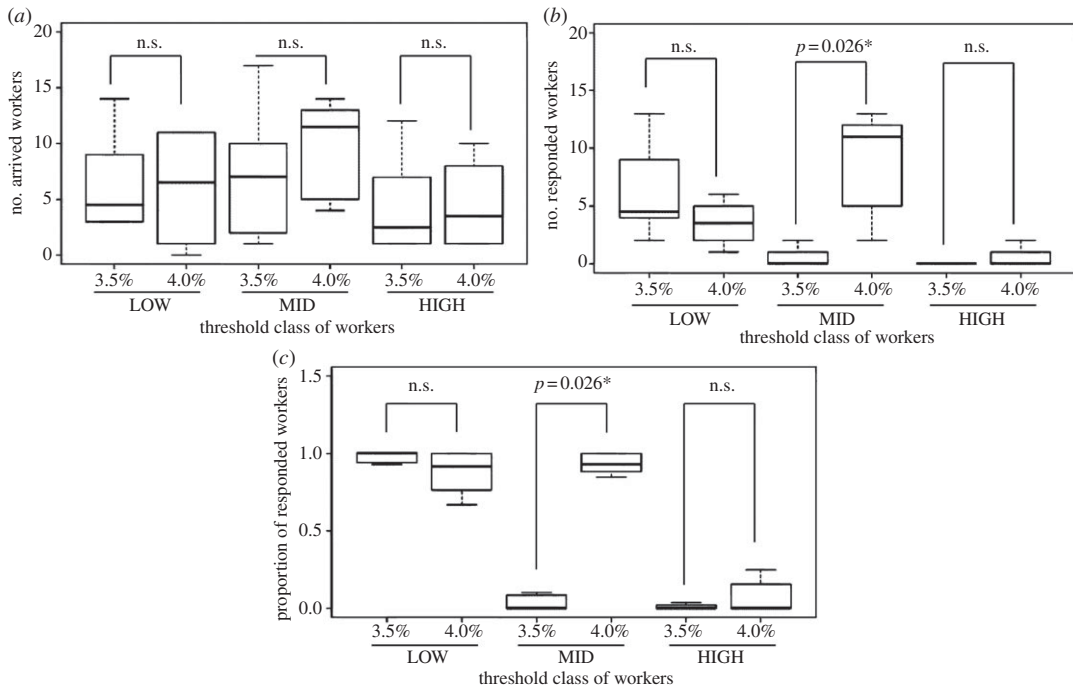 (a)
20
15
10
5
0
no. arrived workers
n.s.
n.s.
n.s.
3.5%
4.0%
3.5%
4.0%
3.5%
4.0%
LOW
MID
HIGH
threshold class of workers
(b)
20
15
10
5
0
no. responded workers
n.s.
p = 0.026*
n.s.
3.5%
4.0%
3.5%
4.0%
3.5%
4.0%
LOW
MID
HIGH
threshold class of workers
(c)
1.5
1.0
0.5
0.0
proportion of responded workers
n.s.
p = 0.026*
n.s.
3.5%
4.0%
3.5%
4.0%
3.5%
4.0%
LOW
MID
HIGH
threshold class of workers